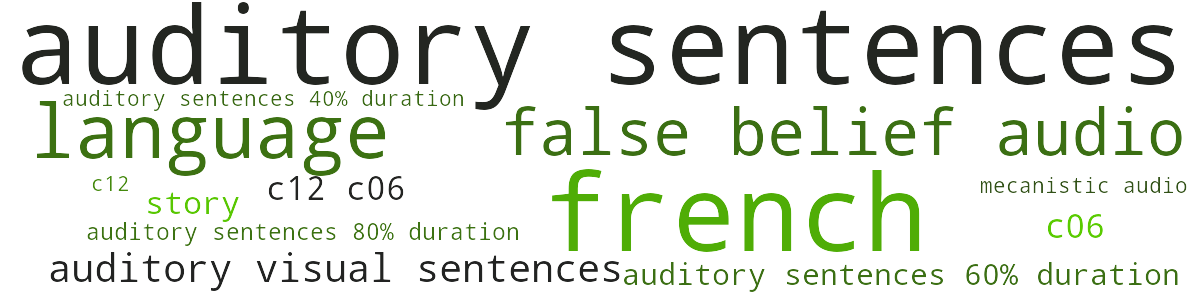 auditory sentences
auditory sentences 40% duration
language false belief audio
c12 story c12 c06 french mecanistic audio
c06
auditory sentences 80% duration
auditory visual sentences auditory sentences 60% duration